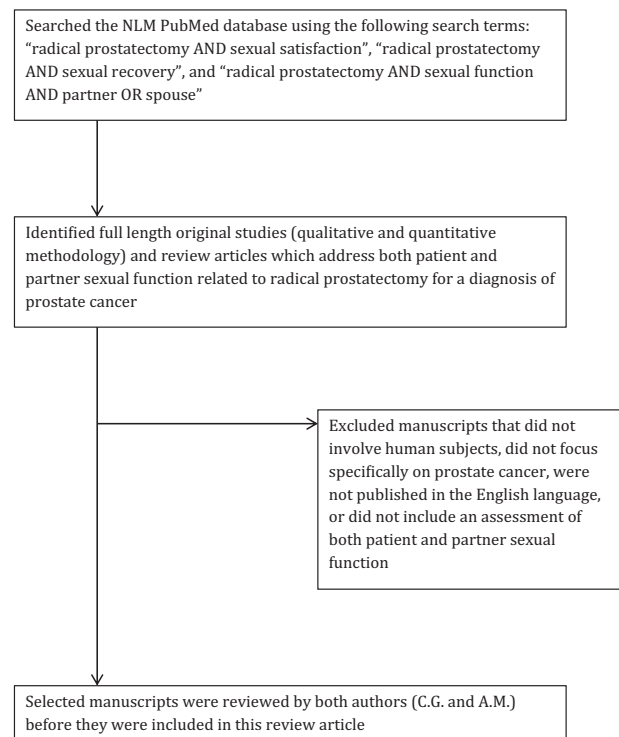 Searched the NLM PubMed database using the following search terms:
“radical prostatectomy AND sexual satisfaction”, “radical prostatectomy
AND sexual recovery”, and “radical prostatectomy AND sexual function
AND partner OR spouse”
Identified full length original studies (qualitative and quantitative
methodology) and review articles which address both patient and
partner sexual function related to radical prostatectomy for a diagnosis of
prostate cancer
Excluded manuscripts that did not
involve human subjects, did not focus
specifically on prostate cancer, were
not published in the English language,
or did not include an assessment of
both patient and partner sexual
function
Selected manuscripts were reviewed by both authors (C.G. and A.M.)
before they were included in this review article